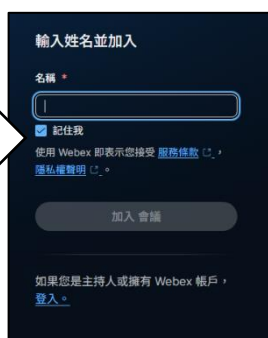 輸入姓名並加入
名稱 *
記住我
使用 Webex 即表示您接受 服務條款 ，
隱私權聲明 。
加入 會議
如果您是主持人或擁有 Webex 帳戶，
登入。